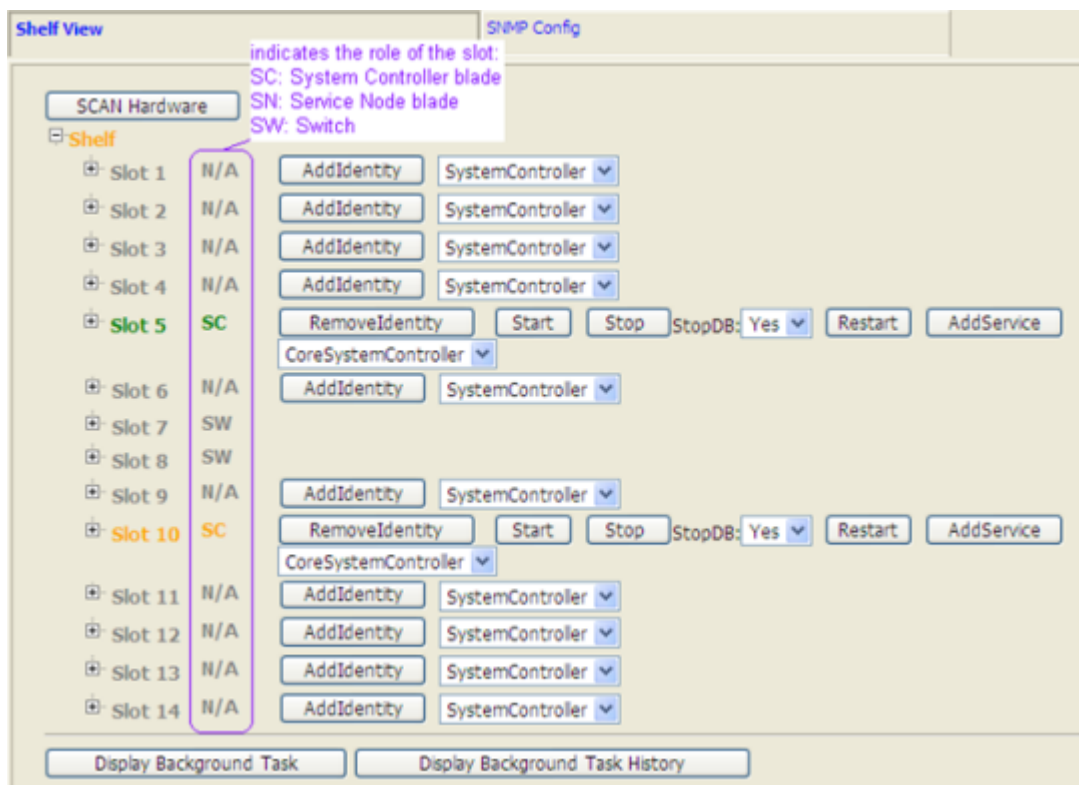 Shelf View SNMP Config
indicates the role of the slot:
SC: System Controller blade
SN: Service Node blade
SW: Switch
SCAN Hardware
Shelf
Slot 1 N/A AddIdentity SystemController
Slot 2 N/A AddIdentity SystemController
Slot 3 N/A AddIdentity SystemController
Slot 4 N/A AddIdentity SystemController
Slot 5 SC RemoveIdentity Start Stop StopDB: Yes Restart AddService
CoreSystemController
Slot 6 N/A AddIdentity SystemController
Slot 7 SW
Slot 8 SW
Slot 9 N/A AddIdentity SystemController
Slot 10 SC RemoveIdentity Start Stop StopDB: Yes Restart AddService
CoreSystemController
Slot 11 N/A AddIdentity SystemController
Slot 12 N/A AddIdentity SystemController
Slot 13 N/A AddIdentity SystemController
Slot 14 N/A AddIdentity SystemController
Display Background Task Display Background Task History